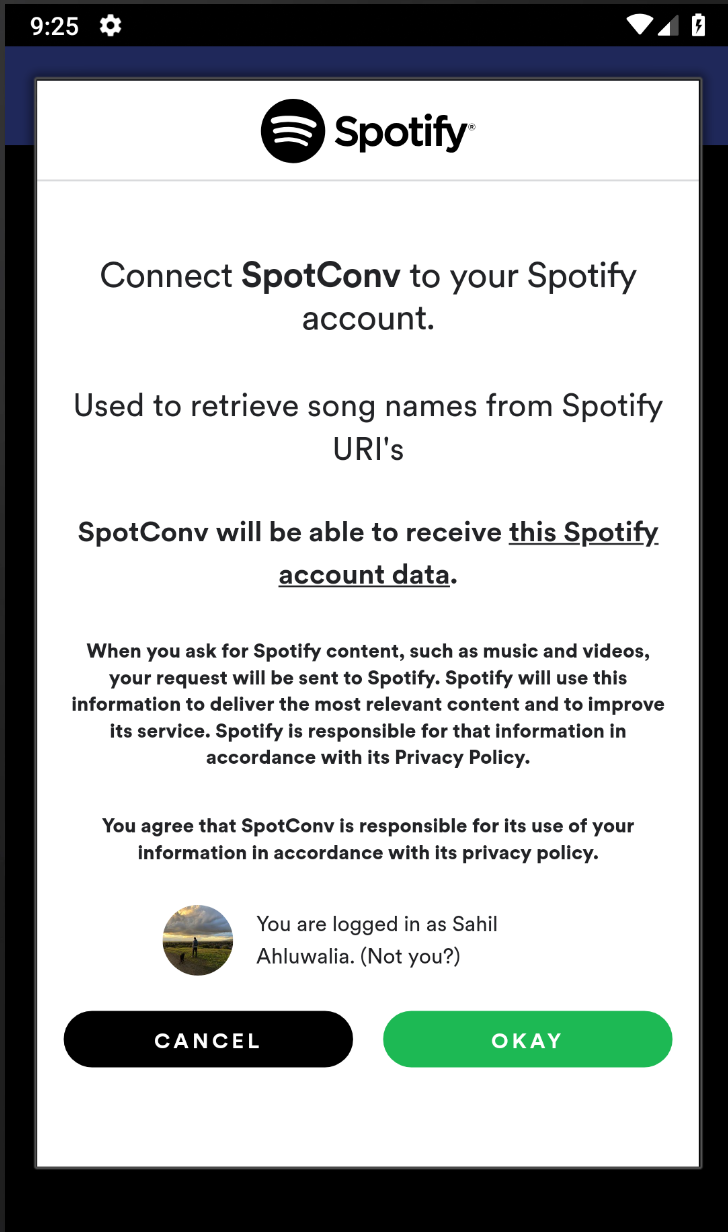 9:25
Spotify®
Connect SpotConv to your Spotify
account.
Used to retrieve song names from Spotify
URI's
SpotConv will be able to receive this Spotify
account data.
When you ask for Spotify content, such as music and videos,
your request will be sent to Spotify. Spotify will use this
information to deliver the most relevant content and to improve
its service. Spotify is responsible for that information in
accordance with its Privacy Policy.
You agree that SpotConv is responsible for its use of your
information in accordance with its privacy policy.
You are logged in as Sahil
Ahluwalia. (Not you?)
CANCEL
OKAY